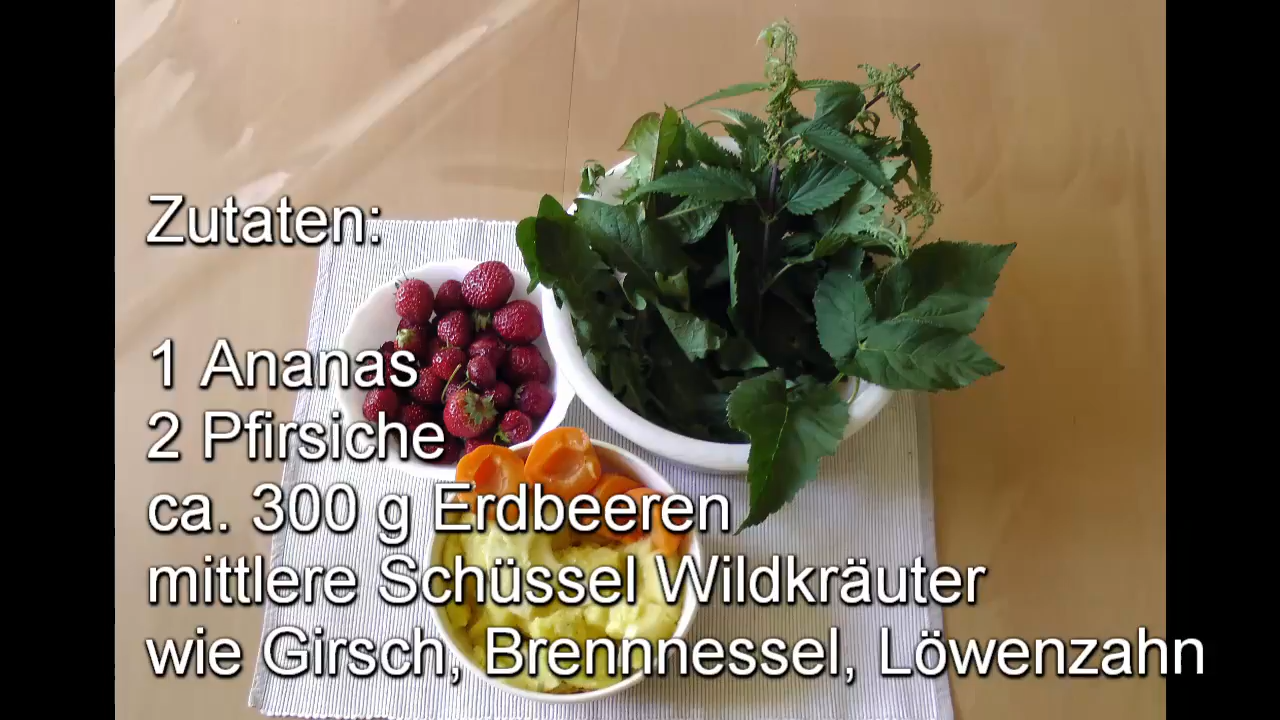 Zutaten:
1 Ananas
2 Pfirsiche
ca. 300 g Erdbeeren
mittlere Schüssel Wildkräuter
wie Girsch, Brennnessel, Löwenzahn